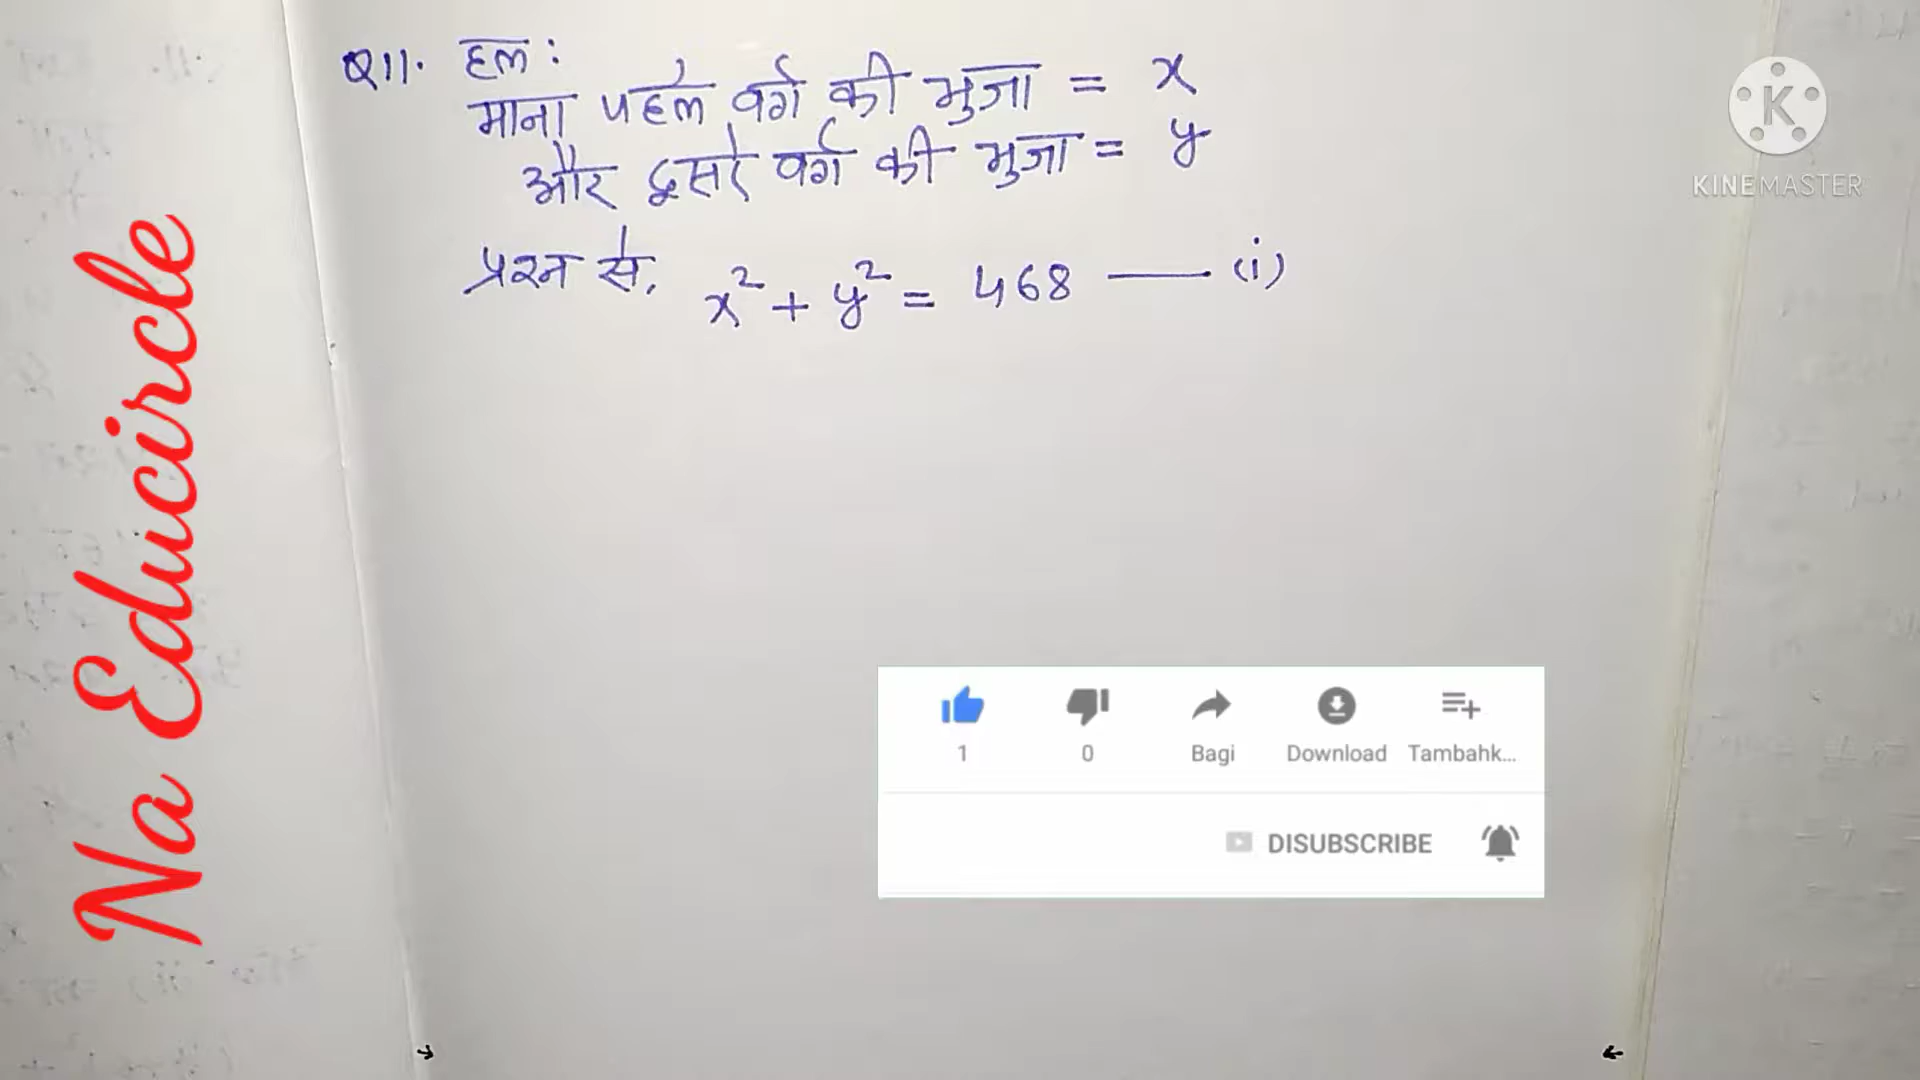 Q11. हल:
माना पहले वर्ग की भुजा = x
और दुसरे वर्ग की भुजा = y
प्रश्न से, x² + y² = 468 —— (i)
Na Educircle
KINEMASTER
1 0 Bagi Download Tambahk...
DISUBSCRIBE